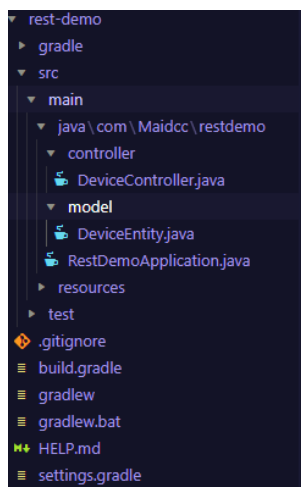 rest-demo
gradle
src
main
java\com\Maidcc\restdemo
controller
DeviceController.java
model
DeviceEntity.java
RestDemoApplication.java
resources
test
.gitignore
build.gradle
gradlew
gradlew.bat
M↓ HELP.md
settings.gradle